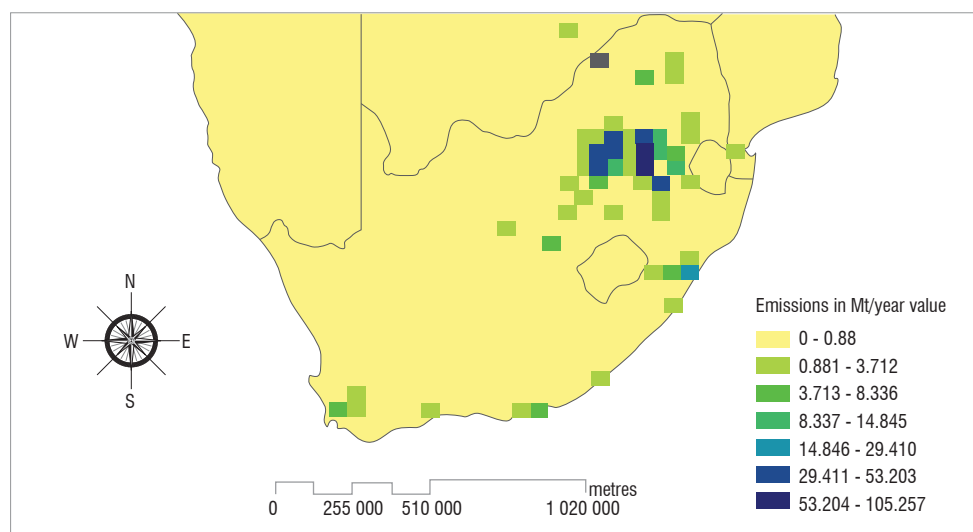 N
W E
S
Emissions in Mt/year value
0 - 0.88
0.881 - 3.712
3.713 - 8.336
8.337 - 14.845
14.846 - 29.410
29.411 - 53.203
53.204 - 105.257
metres
0 255 000 510 000 1 020 000